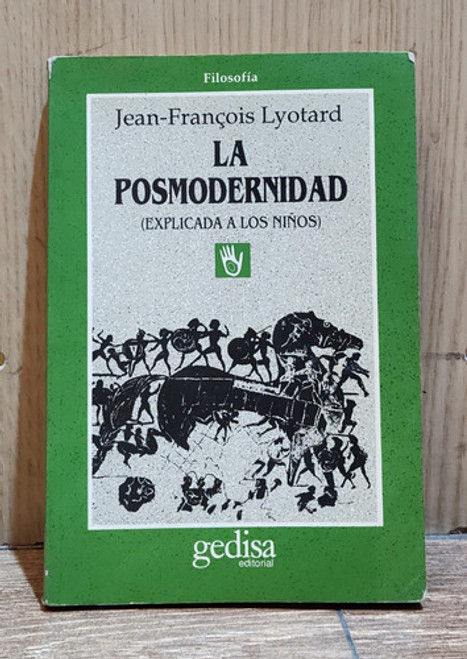 Filosofía
Jean-François Lyotard
LA
POSMODERNIDAD
(EXPLICADA A LOS NIÑOS)
gedisa
editorial